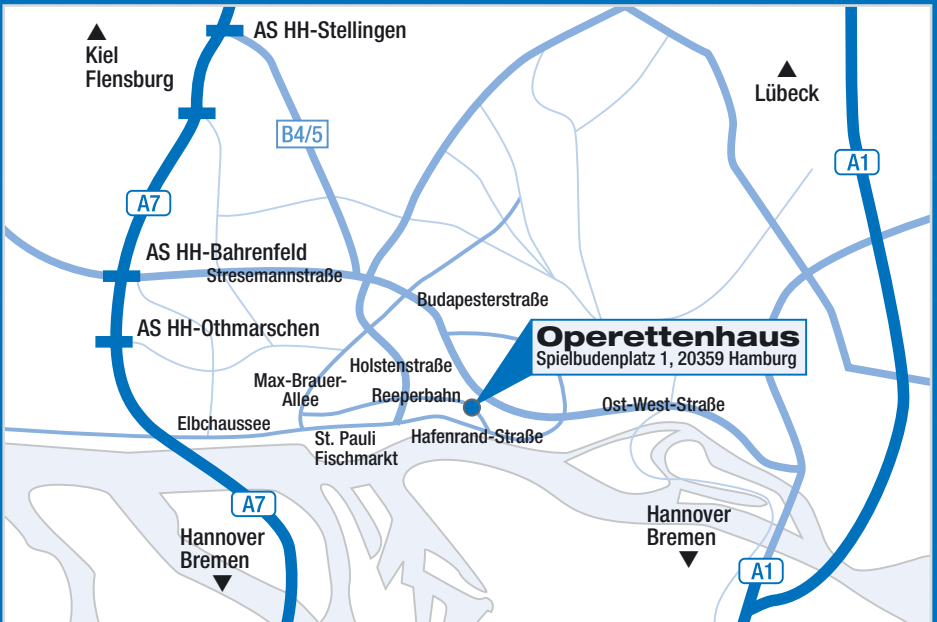 AS HH-Stellingen
Kiel
Flensburg
Lübeck
B4/5
A1
A7
AS HH-Bahrenfeld
Stresemannstraße
Budapesterstraße
AS HH-Othmarschen
Operettenhaus
Spielbudenplatz 1, 20359 Hamburg
Holstenstraße
Max-Brauer-
Allee
Reeperbahn
Ost-West-Straße
Elbchaussee
St. Pauli
Fischmarkt
Hafenrand-Straße
A7
Hannover
Bremen
Hannover
Bremen
A1